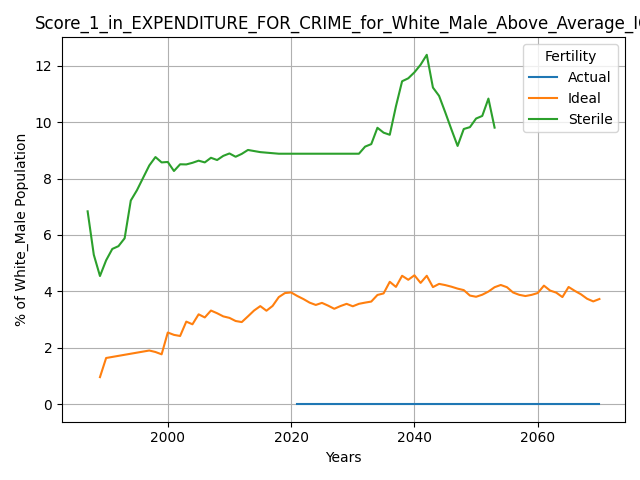 Score_1_in_EXPENDITURE_FOR_CRIME_for_White_Male_Above_Average_I
Fertility
Actual
Ideal
Sterile
12
10
8
6
4
2
0
% of White_Male Population
2000
2020
2040
2060
Years